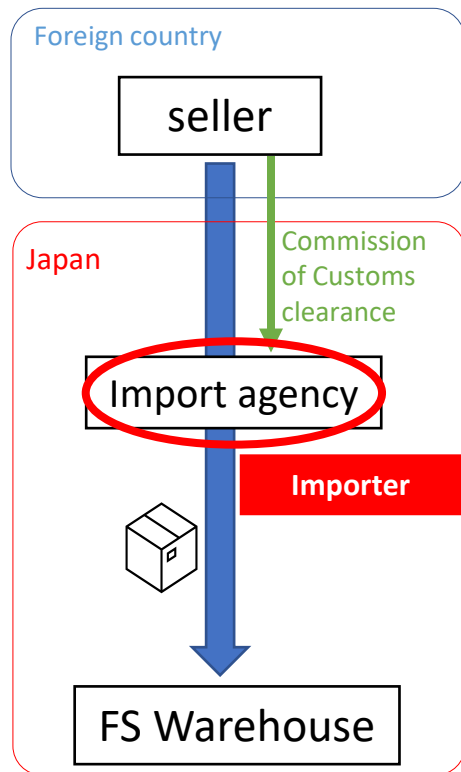 Foreign country
seller
Japan
Commission
of Customs
clearance
Import agency
Importer
FS Warehouse